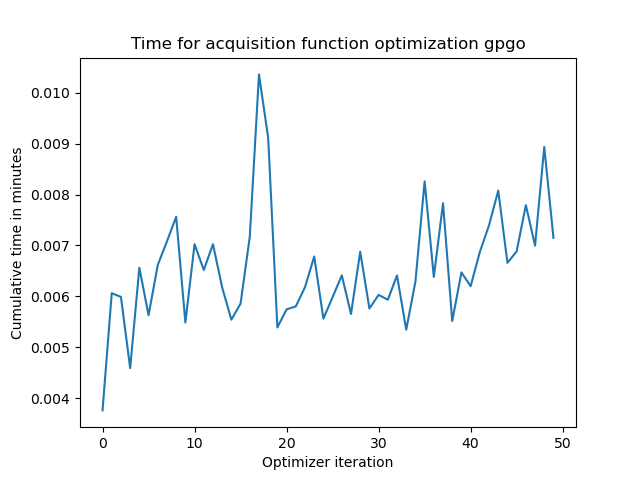 Time for acquisition function optimization gpgo
0.010
0.009
0.008
0.007
0.006
0.005
0.004
Cumulative time in minutes
0 10 20 30 40 50
Optimizer iteration